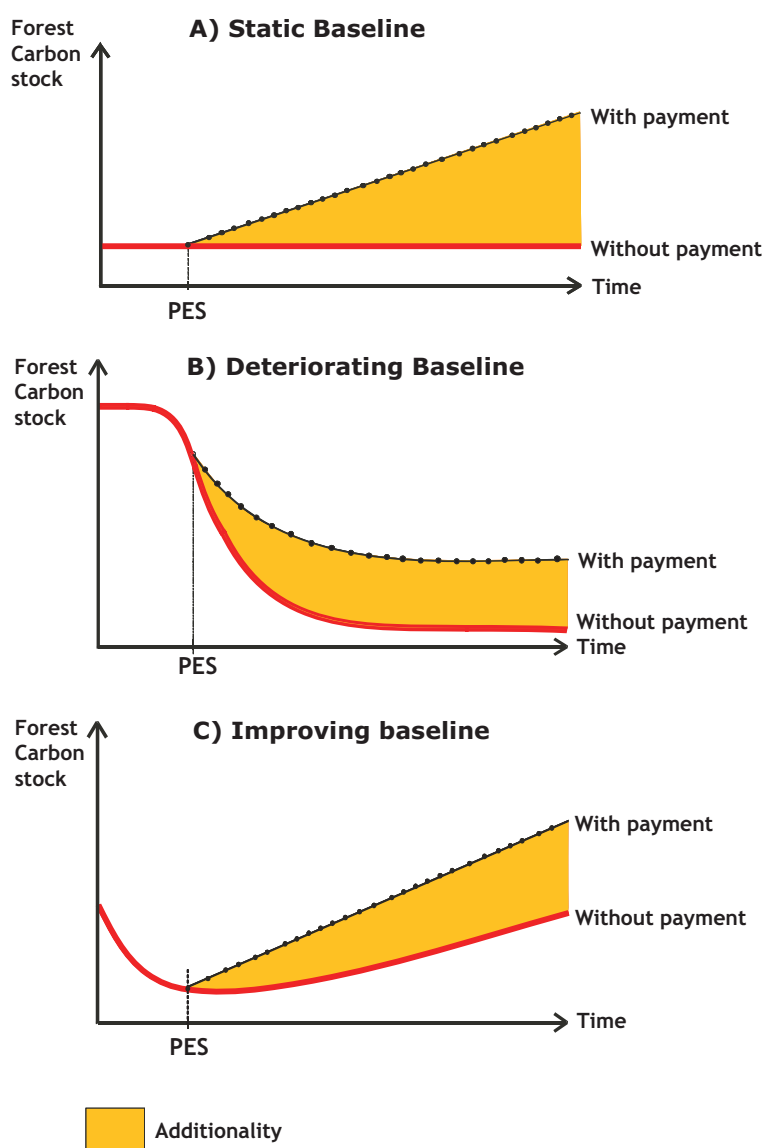 A) Static Baseline
Forest
Carbon
stock
With payment
Without payment
Time
PES
B) Deteriorating Baseline
Forest
Carbon
stock
With payment
Without payment
Time
PES
C) Improving baseline
Forest
Carbon
stock
With payment
Without payment
Time
PES
Additionality